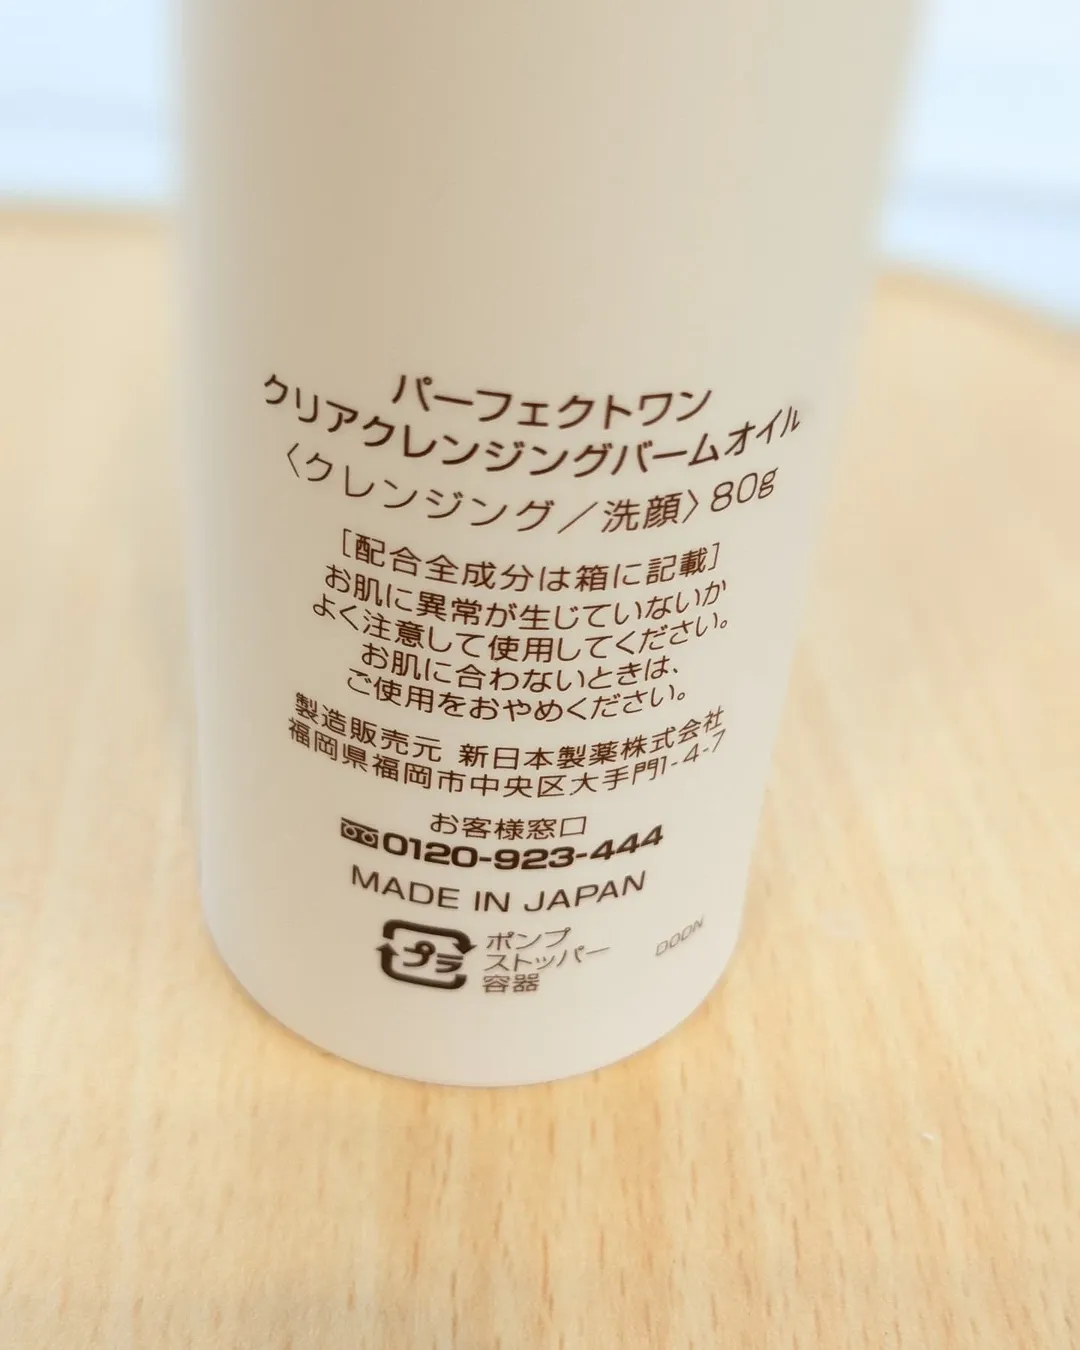 パーフェクトワン
クリアクレンジングバームオイル
〈クレンジング／洗顔〉80g
［配合全成分は箱に記載］
お肌に異常が生じていないか
よく注意して使用してください。
お肌に合わないときは、
ご使用をおやめください。
製造販売元 新日本製薬株式会社
福岡県福岡市中央区大手門1-4-7
お客様窓口
0120-923-444
MADE IN JAPAN
プラ
ポンプ
ストッパー
容器